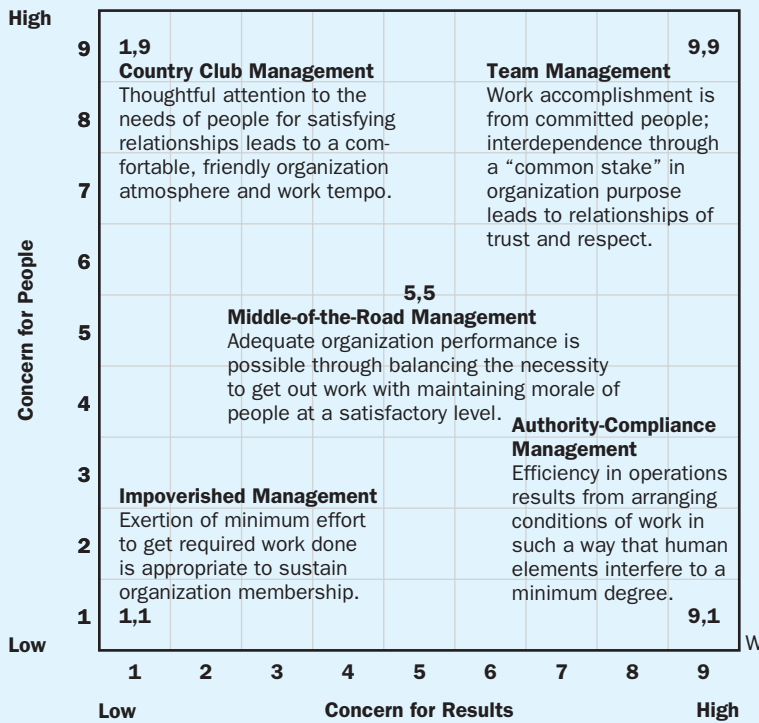 High
9
1,9
Country Club Management
Thoughtful attention to the
needs of people for satisfying
relationships leads to a com-
fortable, friendly organization
atmosphere and work tempo.
9,9
Team Management
Work accomplishment is
from committed people;
interdependence through
a “common stake” in
organization purpose
leads to relationships of
trust and respect.
8
7
6
5
4
3
2
1
Concern for People
5,5
Middle-of-the-Road Management
Adequate organization performance is
possible through balancing the necessity
to get out work with maintaining morale of
people at a satisfactory level.
Authority-Compliance
Management
Efficiency in operations
results from arranging
conditions of work in
such a way that human
elements interfere to a
minimum degree.
9,1
Impoverished Management
Exertion of minimum effort
to get required work done
is appropriate to sustain
organization membership.
1,1
Low
W
1 2 3 4 5 6 7 8 9
Low Concern for Results High